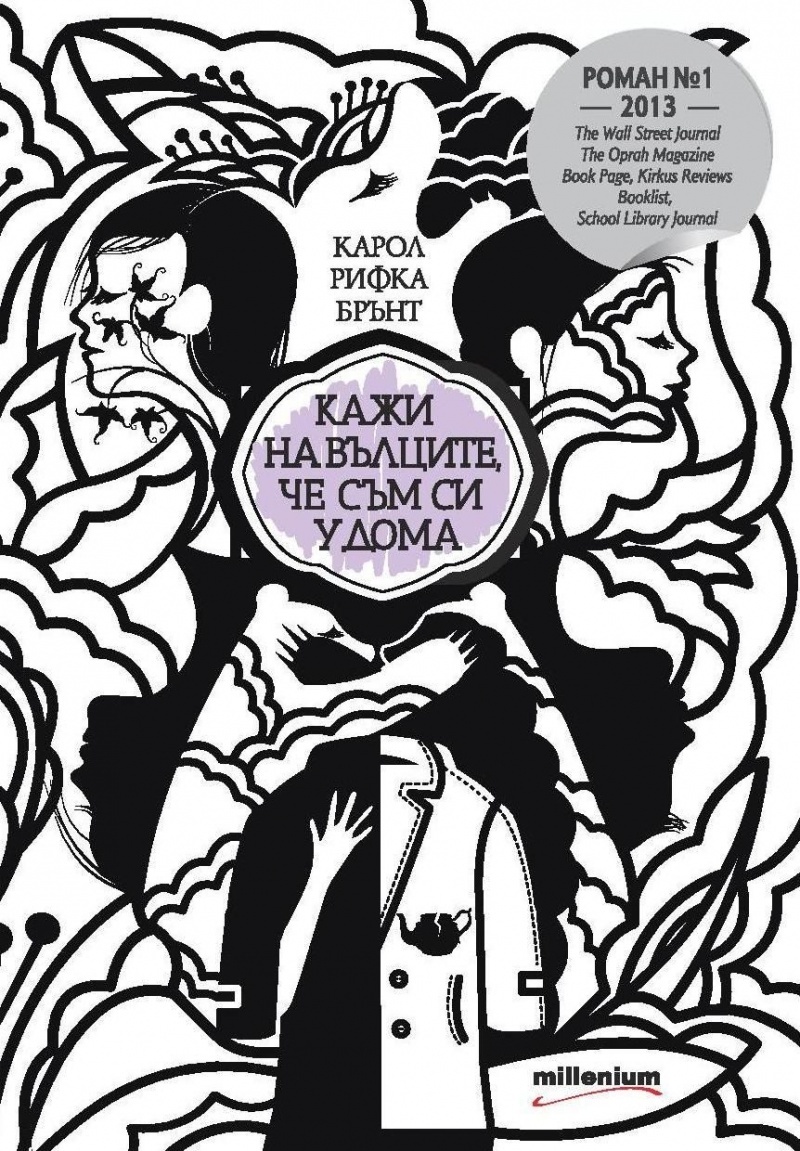 РОМАН №1
— 2013 —
The Wall Street Journal
The Oprah Magazine
Book Page, Kirkus Reviews
Booklist,
School Library Journal
КАРОЛ
РИФКА
БРЪНТ
КАЖИ
НА ВЪЛЦИТЕ,
ЧЕ СЪМ СИ
У ДОМА
millenium